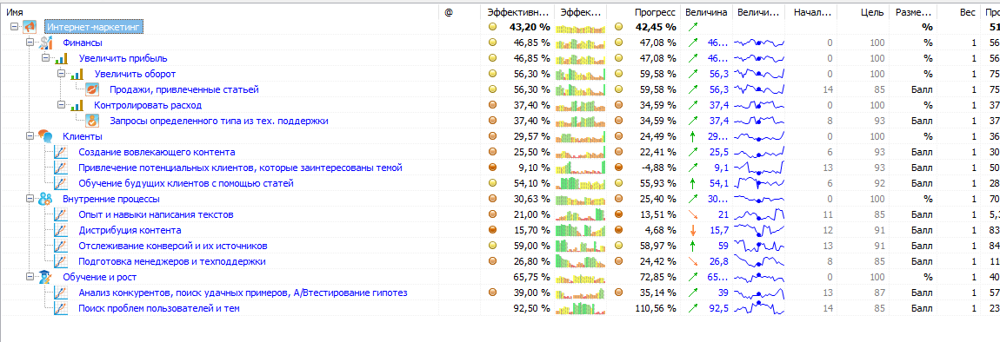 Имя @ Эффективн... Эффек... Прогресс Величина Величи... Начал... Цель Разме... Вес Про
Интернет-маркетинг 43,20 % 42,45 % % 51
Финансы 46,85 % 47,08 % 46... 0 100 % 1 56
Увеличить прибыль 46,85 % 47,08 % 46... 0 100 % 1 56
Увеличить оборот 56,30 % 59,58 % 56,3 0 100 % 1 75
Продажи, привлеченные статьей 56,30 % 59,58 % 56,3 14 85 Балл 1 75
Контролировать расход 37,40 % 34,59 % 37,4 0 100 % 1 37
Запросы определенного типа из тех. поддержки 37,40 % 34,59 % 37,4 8 93 Балл 1 37
Клиенты 29,57 % 24,49 % 29... 0 100 % 1 36
Создание вовлекающего контента 25,50 % 22,41 % 25,5 6 93 Балл 1 30
Привлечение потенциальных клиентов, которые заинтересованы темой 9,10 % -4,88 % 9,1 13 93 Балл 1 50
Обучение будущих клиентов с помощью статей 54,10 % 55,93 % 54,1 6 92 Балл 1 28
Внутренние процессы 30,63 % 25,40 % 30... 0 100 % 1 70
Опыт и навыки написания текстов 21,00 % 13,51 % 21 11 85 Балл 1 5,3
Дистрибуция контента 15,70 % 4,68 % 15,7 12 91 Балл 1 83
Отслеживание конверсий и их источников 59,00 % 58,97 % 59 13 91 Балл 1 84
Подготовка менеджеров и техподдержки 26,80 % 24,42 % 26,8 8 85 Балл 1 11
Обучение и рост 65,75 % 72,85 % 65... 0 100 % 1 40
Анализ конкурентов, поиск удачных примеров, А/Втестирование гипотез 39,00 % 35,14 % 39 13 87 Балл 1 57
Поиск проблем пользователей и тем 92,50 % 110,56 % 92,5 14 85 Балл 1 23